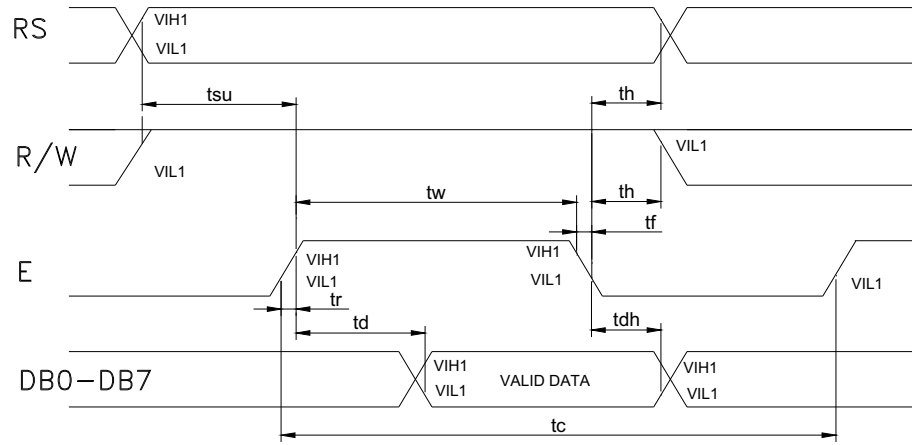 RS
VIH1
VIL1
tsu
th
R/W
VIL1
VIL1
tw
th
tf
E
VIH1
VIL1
VIH1
VIL1
VIL1
tr
td
tdh
DB0-DB7
VIH1
VIL1
VALID DATA
VIH1
VIL1
tc